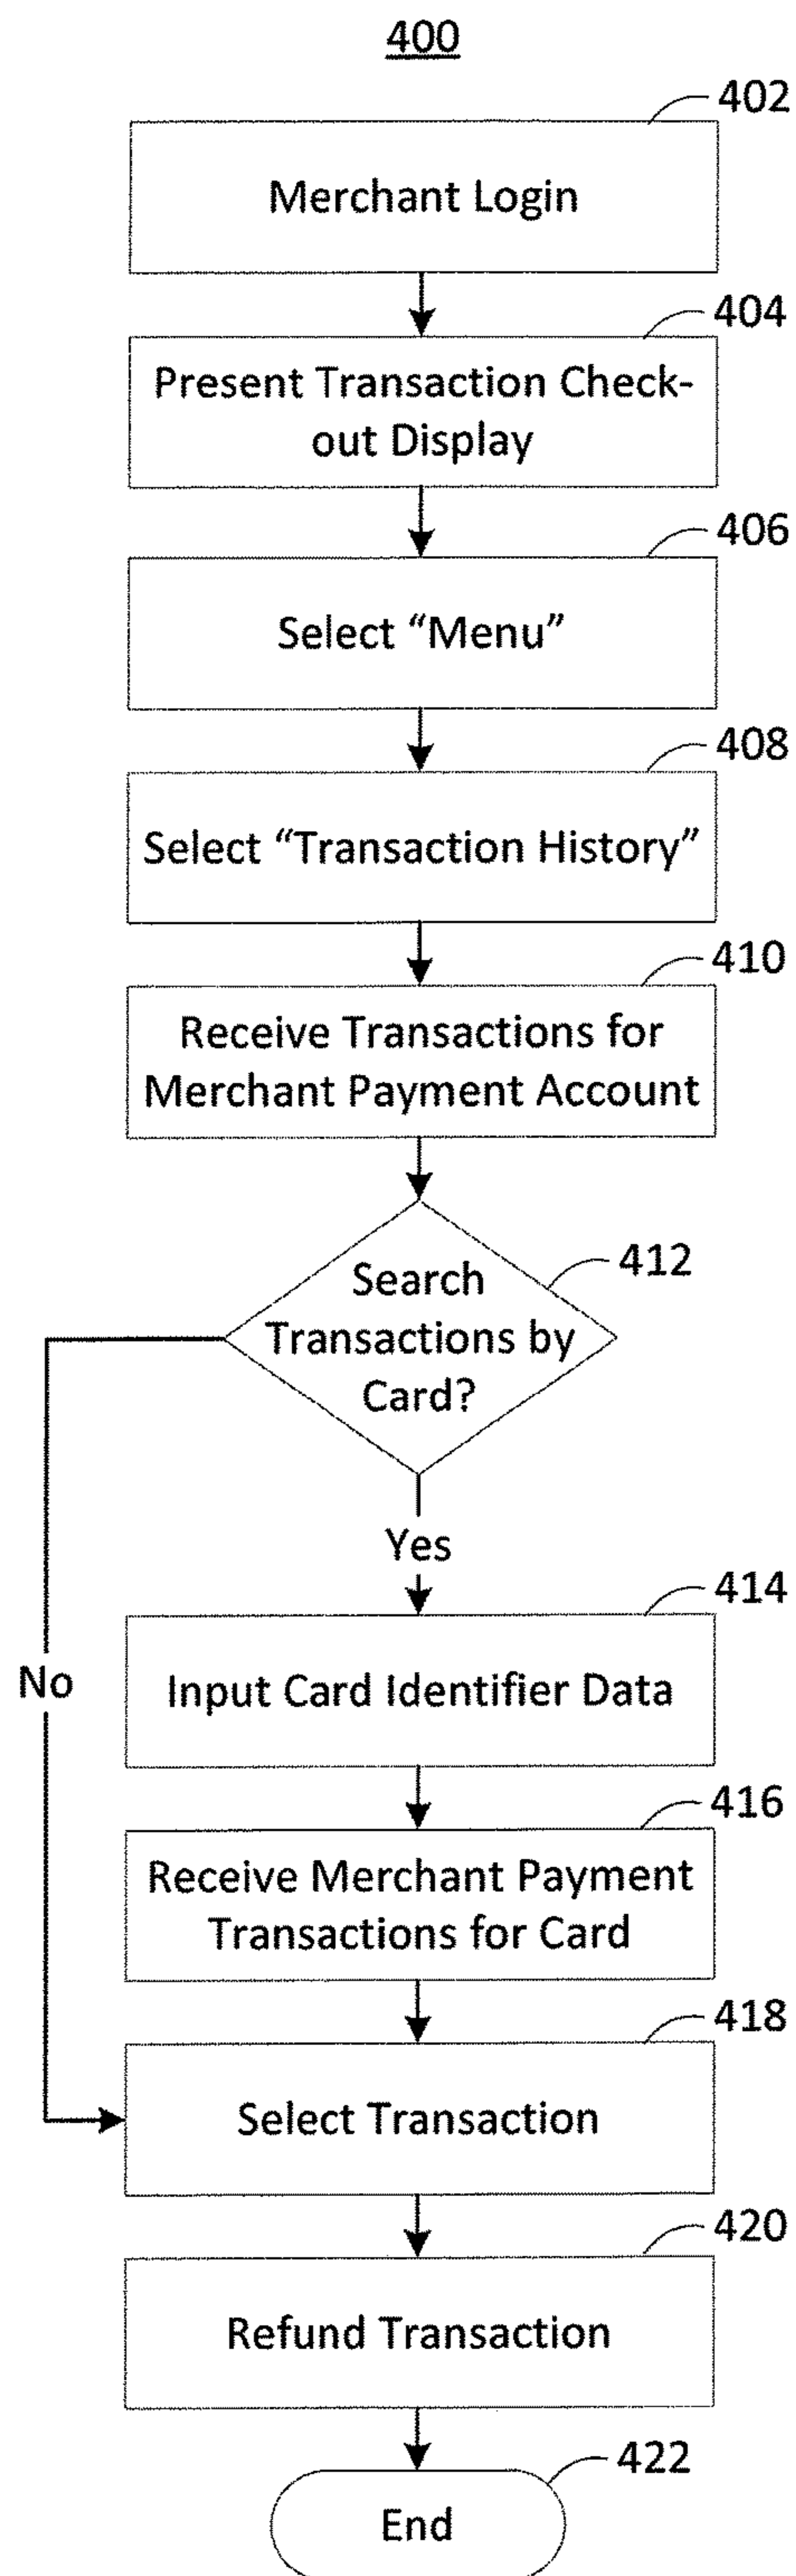 400
402
Merchant Login
404
Present Transaction Check-
out Display
406
Select “Menu”
408
Select “Transaction History”
410
Receive Transactions for
Merchant Payment Account
412
Search
Transactions by
Card?
Yes
414
No
Input Card Identifier Data
416
Receive Merchant Payment
Transactions for Card
418
Select Transaction
420
Refund Transaction
422
End